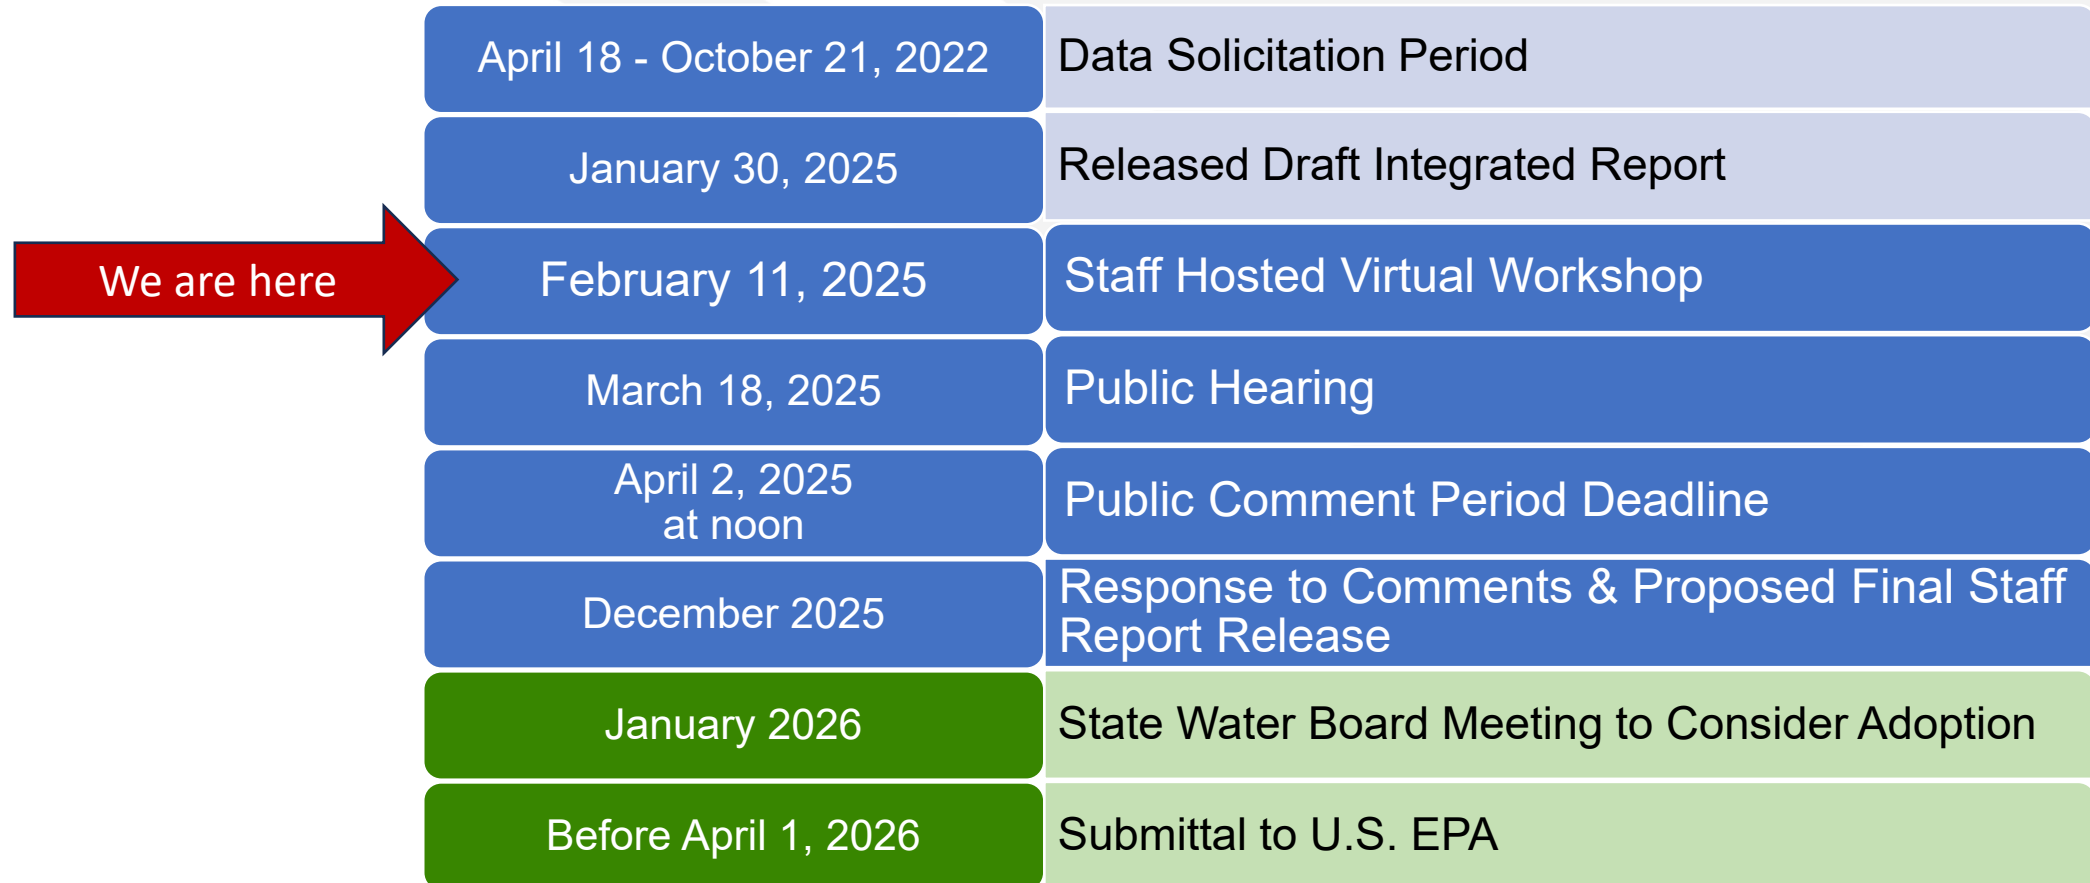 April 18 - October 21, 2022
Data Solicitation Period
January 30, 2025
Released Draft Integrated Report
We are here
February 11, 2025
Staff Hosted Virtual Workshop
March 18, 2025
Public Hearing
April 2, 2025
at noon
Public Comment Period Deadline
December 2025
Response to Comments & Proposed Final Staff
Report Release
January 2026
State Water Board Meeting to Consider Adoption
Before April 1, 2026
Submittal to U.S. EPA